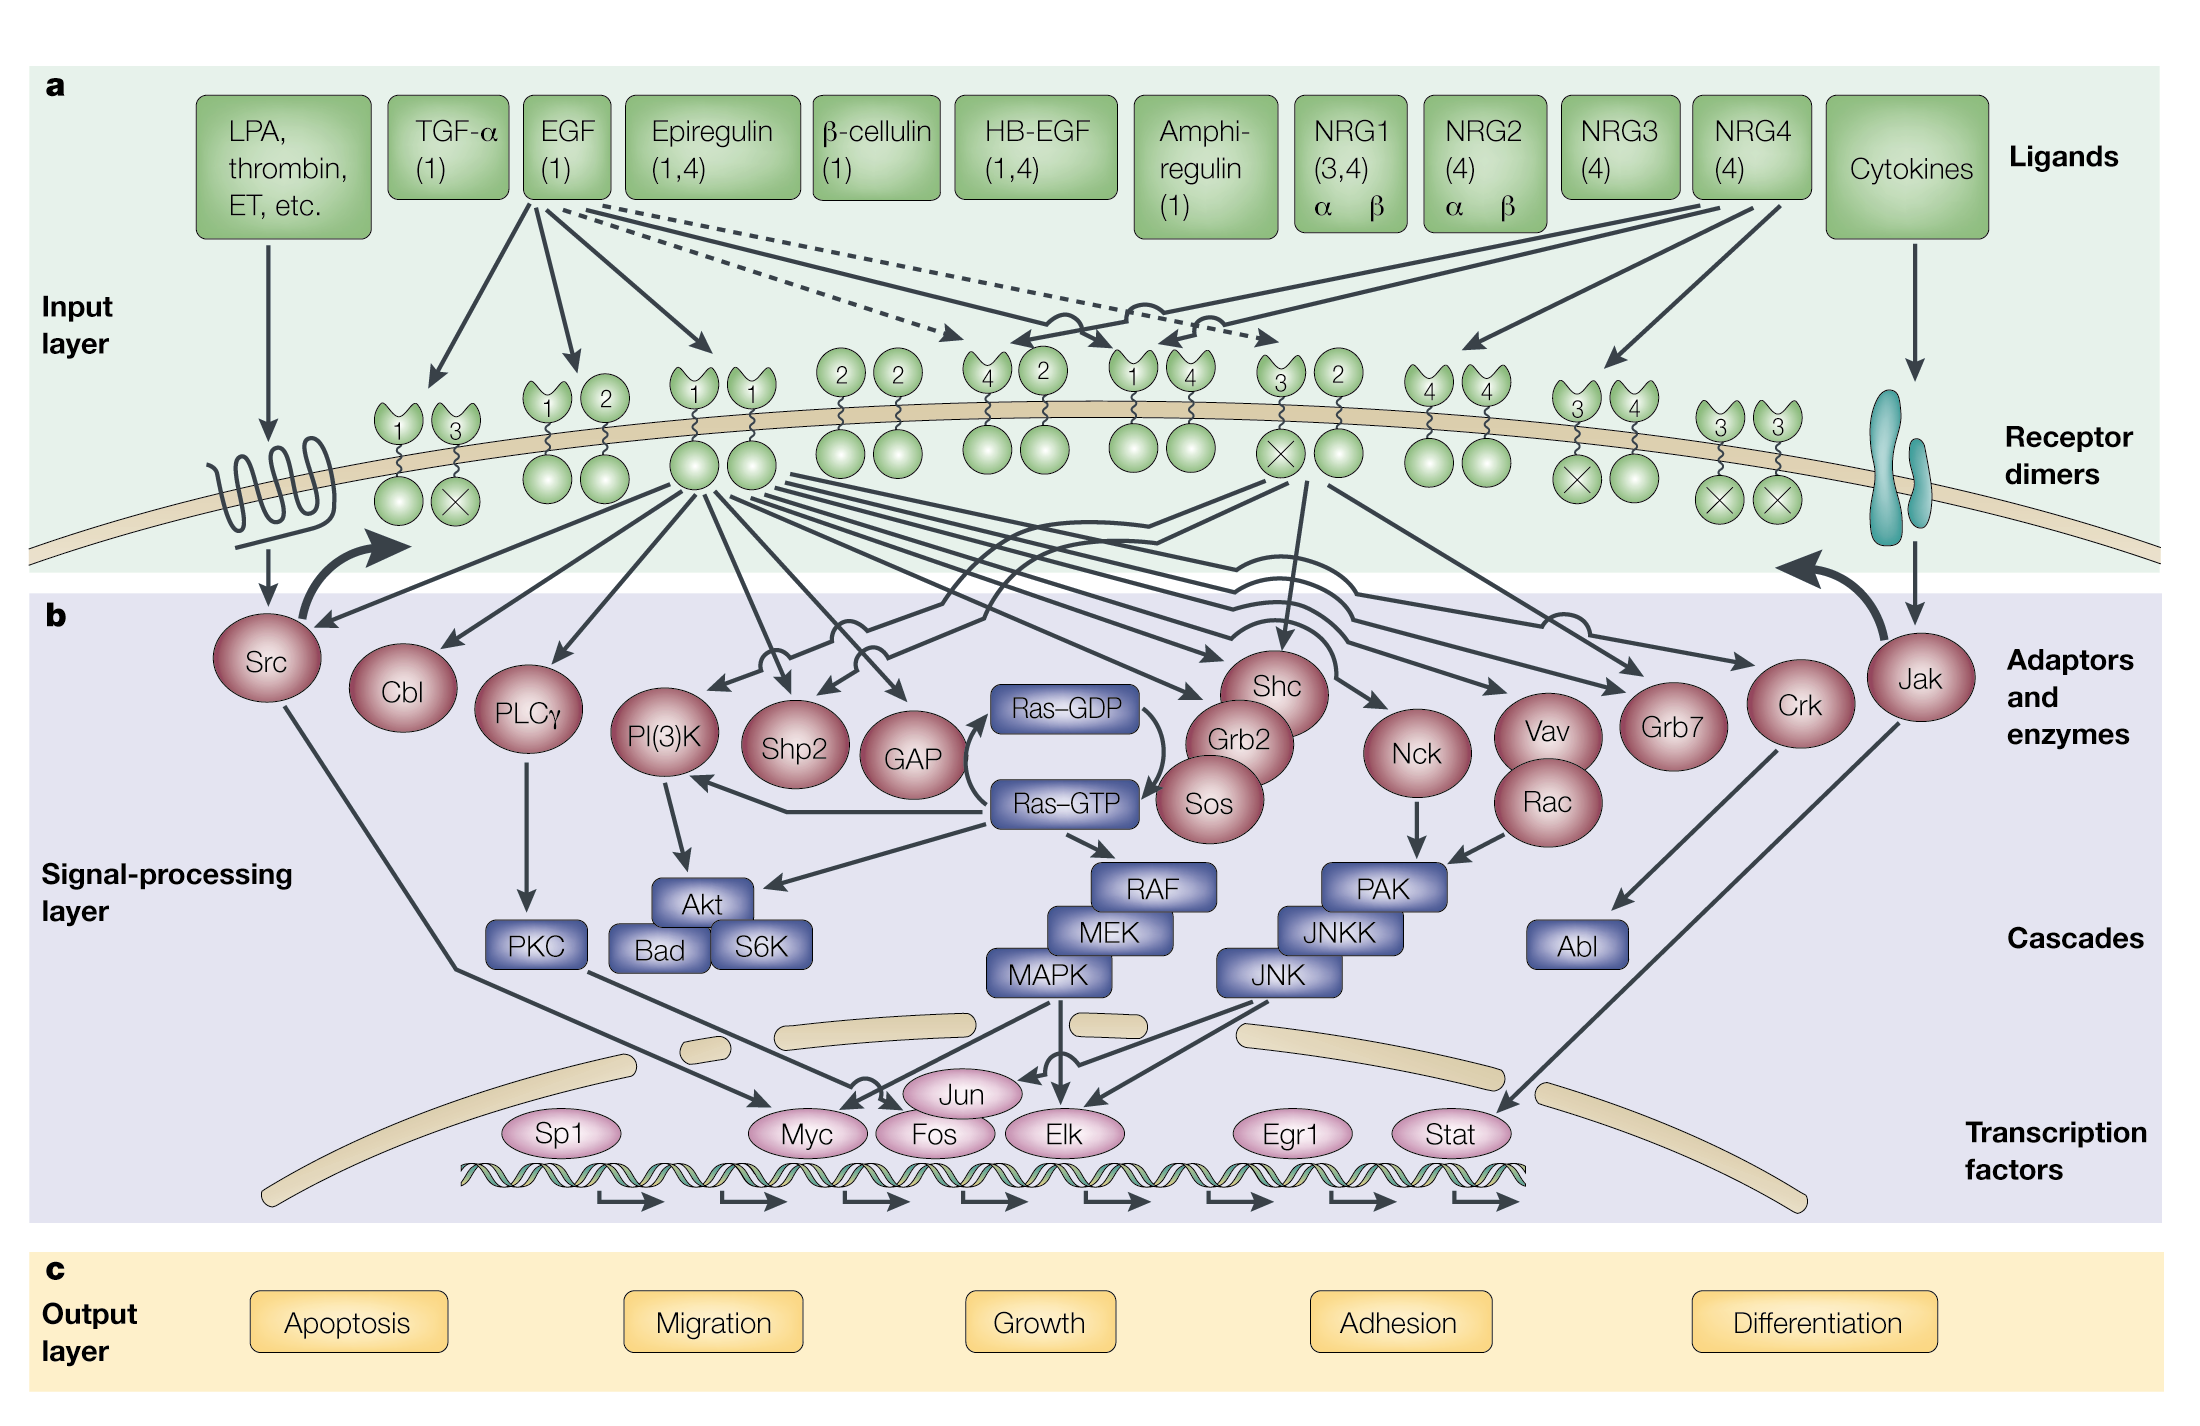 a
LPA,
thrombin,
ET, etc.
TGF-α
(1)
EGF
(1)
Epiregulin
(1,4)
β-cellulin
(1)
HB-EGF
(1,4)
Amphi-
regulin
(1)
NRG1
(3,4)
α β
NRG2
(4)
α β
NRG3
(4)
NRG4
(4)
Cytokines
Ligands
Input
layer
1 3
1 2
1 1
2 2
4 2
1 4
3 2
4 4
3 4
3 3
Receptor
dimers
b
Src
Cbl
PLCγ
PI(3)K
Shp2
GAP
Ras–GDP
Ras–GTP
Shc
Grb2
Sos
Nck
Vav
Rac
Grb7
Crk
Jak
Adaptors
and
enzymes
Signal-processing
layer
PKC
Akt
Bad
S6K
RAF
MEK
MAPK
PAK
JNKK
JNK
Abl
Cascades
Sp1
Myc
Jun
Fos
Elk
Egr1
Stat
Transcription
factors
c
Output
layer
Apoptosis
Migration
Growth
Adhesion
Differentiation